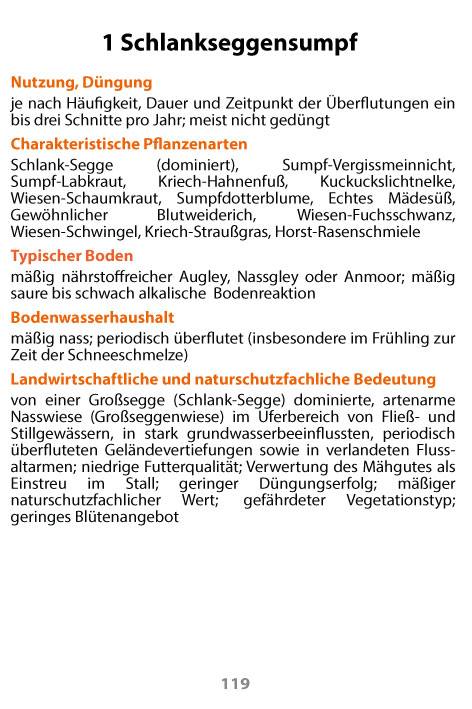 1 Schlankseggensumpf
Nutzung, Düngung
je nach Häufigkeit, Dauer und Zeitpunkt der Überflutungen ein
bis drei Schnitte pro Jahr; meist nicht gedüngt
Charakteristische Pflanzenarten
Schlank-Segge (dominiert), Sumpf-Vergissmeinnicht,
Sumpf-Labkraut, Kriech-Hahnenfuß, Kuckuckslichtnelke,
Wiesen-Schaumkraut, Sumpfdotterblume, Echtes Mädesüß,
Gewöhnlicher Blutweiderich, Wiesen-Fuchsschwanz,
Wiesen-Schwingel, Kriech-Straußgras, Horst-Rasenschmiele
Typischer Boden
mäßig nährstoffreicher Augley, Nassgley oder Anmoor; mäßig
saure bis schwach alkalische Bodenreaktion
Bodenwasserhaushalt
mäßig nass; periodisch überflutet (insbesondere im Frühling zur
Zeit der Schneeschmelze)
Landwirtschaftliche und naturschutzfachliche Bedeutung
von einer Großsegge (Schlank-Segge) dominierte, artenarme
Nasswiese (Großseggenwiese) im Uferbereich von Fließ- und
Stillgewässern, in stark grundwasserbeeinflussten, periodisch
überfluteten Geländevertiefungen sowie in verlandeten Fluss-
altarmen; niedrige Futterqualität; Verwertung des Mähgutes als
Einstreu im Stall; geringer Düngungserfolg; mäßiger
naturschutzfachlicher Wert; gefährdeter Vegetationstyp;
geringes Blütenangebot
119